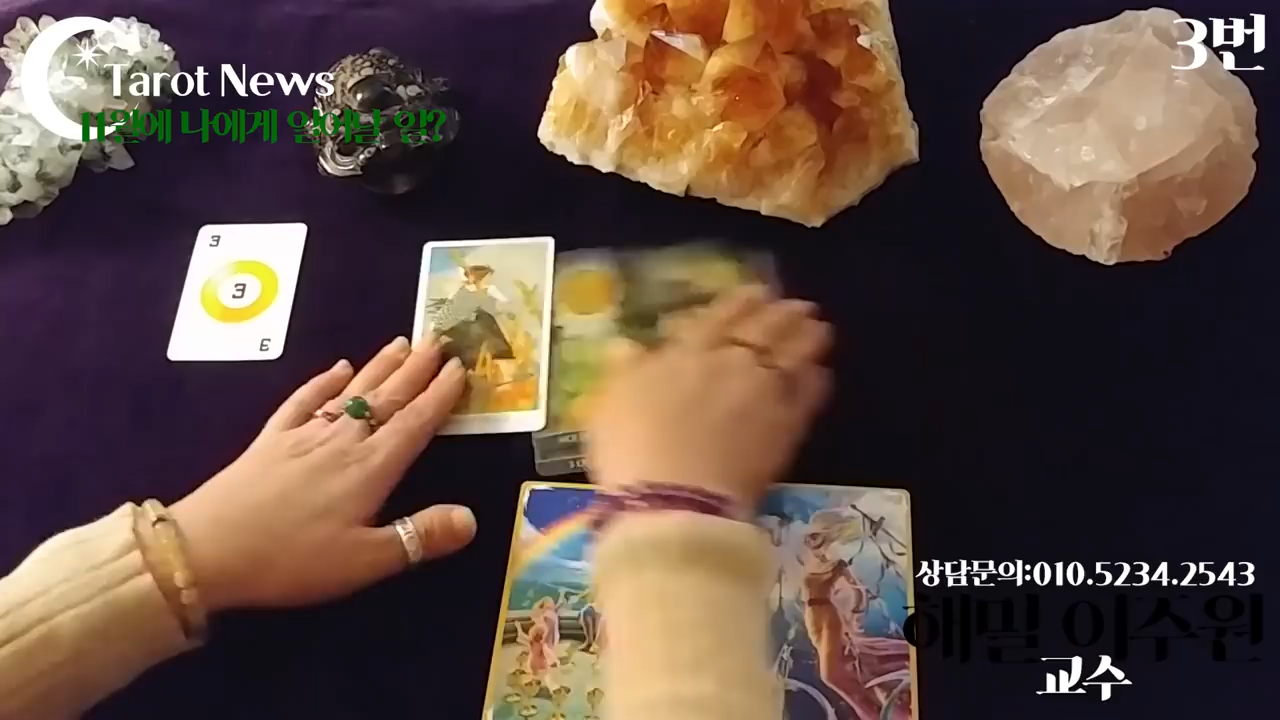 3번
Tarot News
11월에 나에게 일어날 일?
3
3
3
상담문의:010.5234.2543
헤밀 이주원
교수